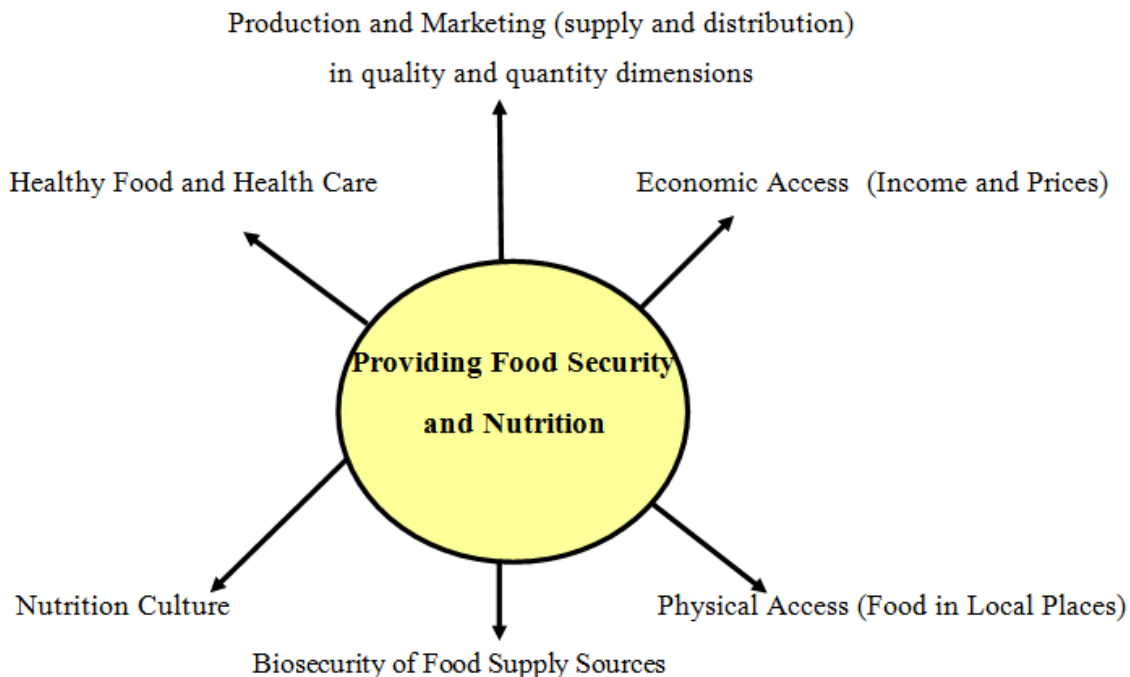 Production and Marketing (supply and distribution)
in quality and quantity dimensions
Healthy Food and Health Care
Economic Access (Income and Prices)
Providing Food Security
and Nutrition
Nutrition Culture
Physical Access (Food in Local Places)
Biosecurity of Food Supply Sources